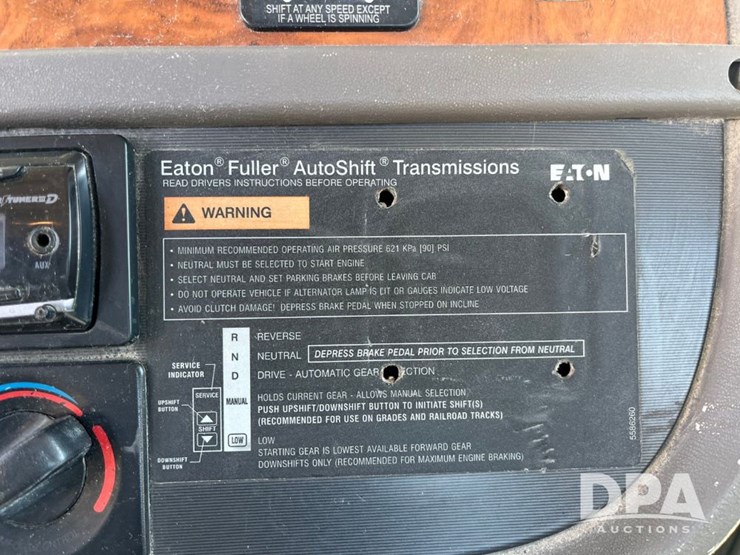 SHIFT AT ANY SPEED EXCEPT
IF A WHEEL IS SPINNING
Eaton® Fuller® AutoShift® Transmissions
EATON
READ DRIVERS INSTRUCTIONS BEFORE OPERATING
WARNING
• MINIMUM RECOMMENDED OPERATING AIR PRESSURE 621 KPa [90] PSI
• NEUTRAL MUST BE SELECTED TO START ENGINE
• SELECT NEUTRAL AND SET PARKING BRAKES BEFORE LEAVING CAB
• DO NOT OPERATE VEHICLE IF ALTERNATOR LAMP IS LIT OR GAUGES INDICATE LOW VOLTAGE
• AVOID CLUTCH DAMAGE! DEPRESS BRAKE PEDAL WHEN STOPPED ON INCLINE
R REVERSE
N NEUTRAL DEPRESS BRAKE PEDAL PRIOR TO SELECTION FROM NEUTRAL
D DRIVE - AUTOMATIC GEAR
MANUAL HOLDS CURRENT GEAR - ALLOWS MANUAL SELECTION
PUSH UPSHIFT/DOWNSHIFT BUTTON TO INITIATE SHIFT(S)
(RECOMMENDED FOR USE ON GRADES AND RAILROAD TRACKS)
LOW LOW
STARTING GEAR IS LOWEST AVAILABLE FORWARD GEAR
DOWNSHIFTS ONLY (RECOMMENDED FOR MAXIMUM ENGINE BRAKING)
SERVICE
INDICATOR
UPSHIFT
BUTTON
SERVICE
SHIFT
DOWNSHIFT
BUTTON
5586260
AUX
DPA
AUCTIONS